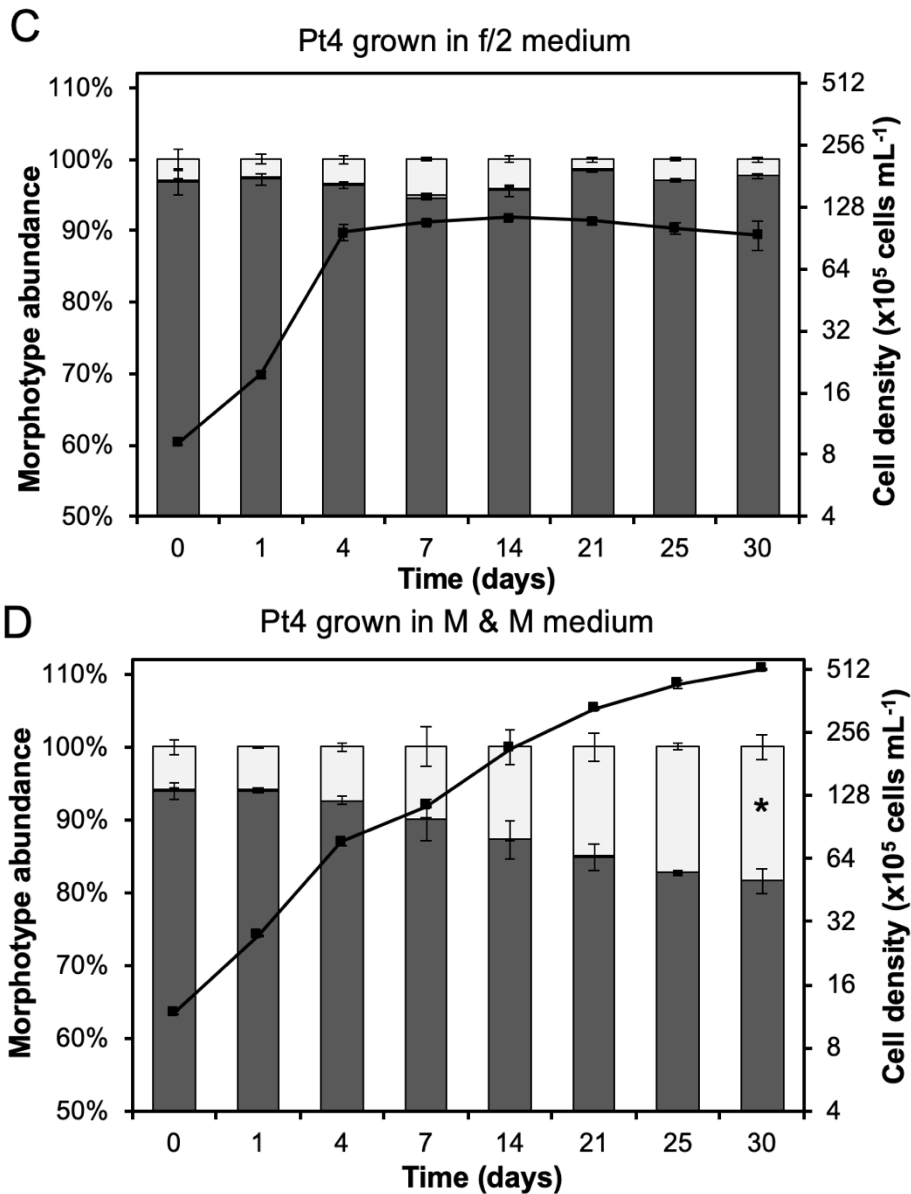 C
Pt4 grown in f/2 medium
110%
100%
90%
80%
70%
60%
50%
Morphotype abundance
512
256
128
64
32
16
8
4
Cell density (x10⁵ cells mL⁻¹)
0 1 4 7 14 21 25 30
Time (days)
D
Pt4 grown in M & M medium
110%
100%
90%
80%
70%
60%
50%
Morphotype abundance
512
256
128
64
32
16
8
4
Cell density (x10⁵ cells mL⁻¹)
*
0 1 4 7 14 21 25 30
Time (days)